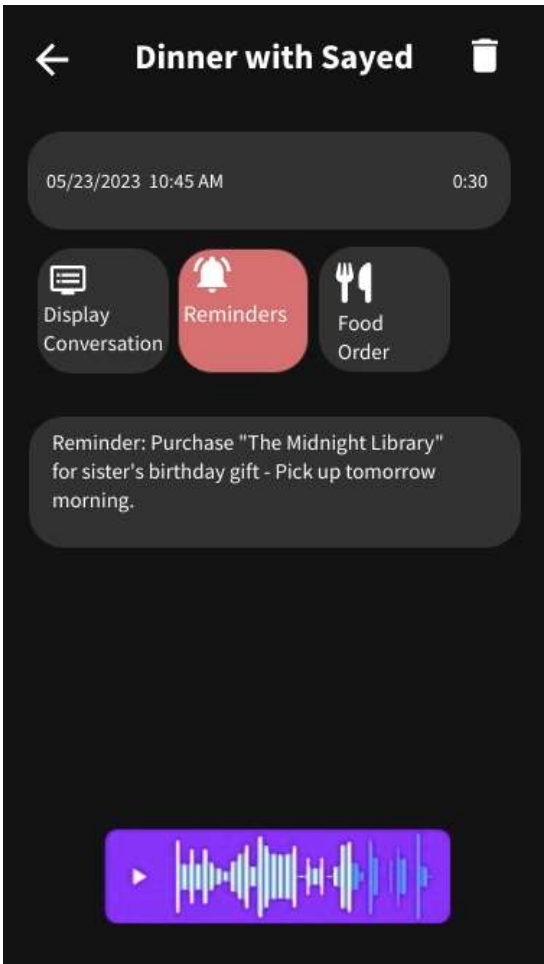 Dinner with Sayed
05/23/2023 10:45 AM 0:30
Display
Conversation
Reminders
Food
Order
Reminder: Purchase "The Midnight Library"
for sister's birthday gift - Pick up tomorrow
morning.